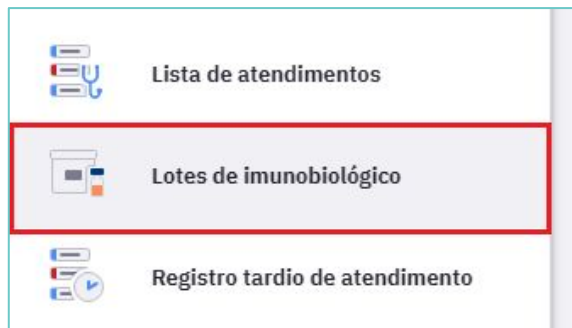 Lista de atendimentos
Lotes de imunobiológico
Registro tardio de atendimento